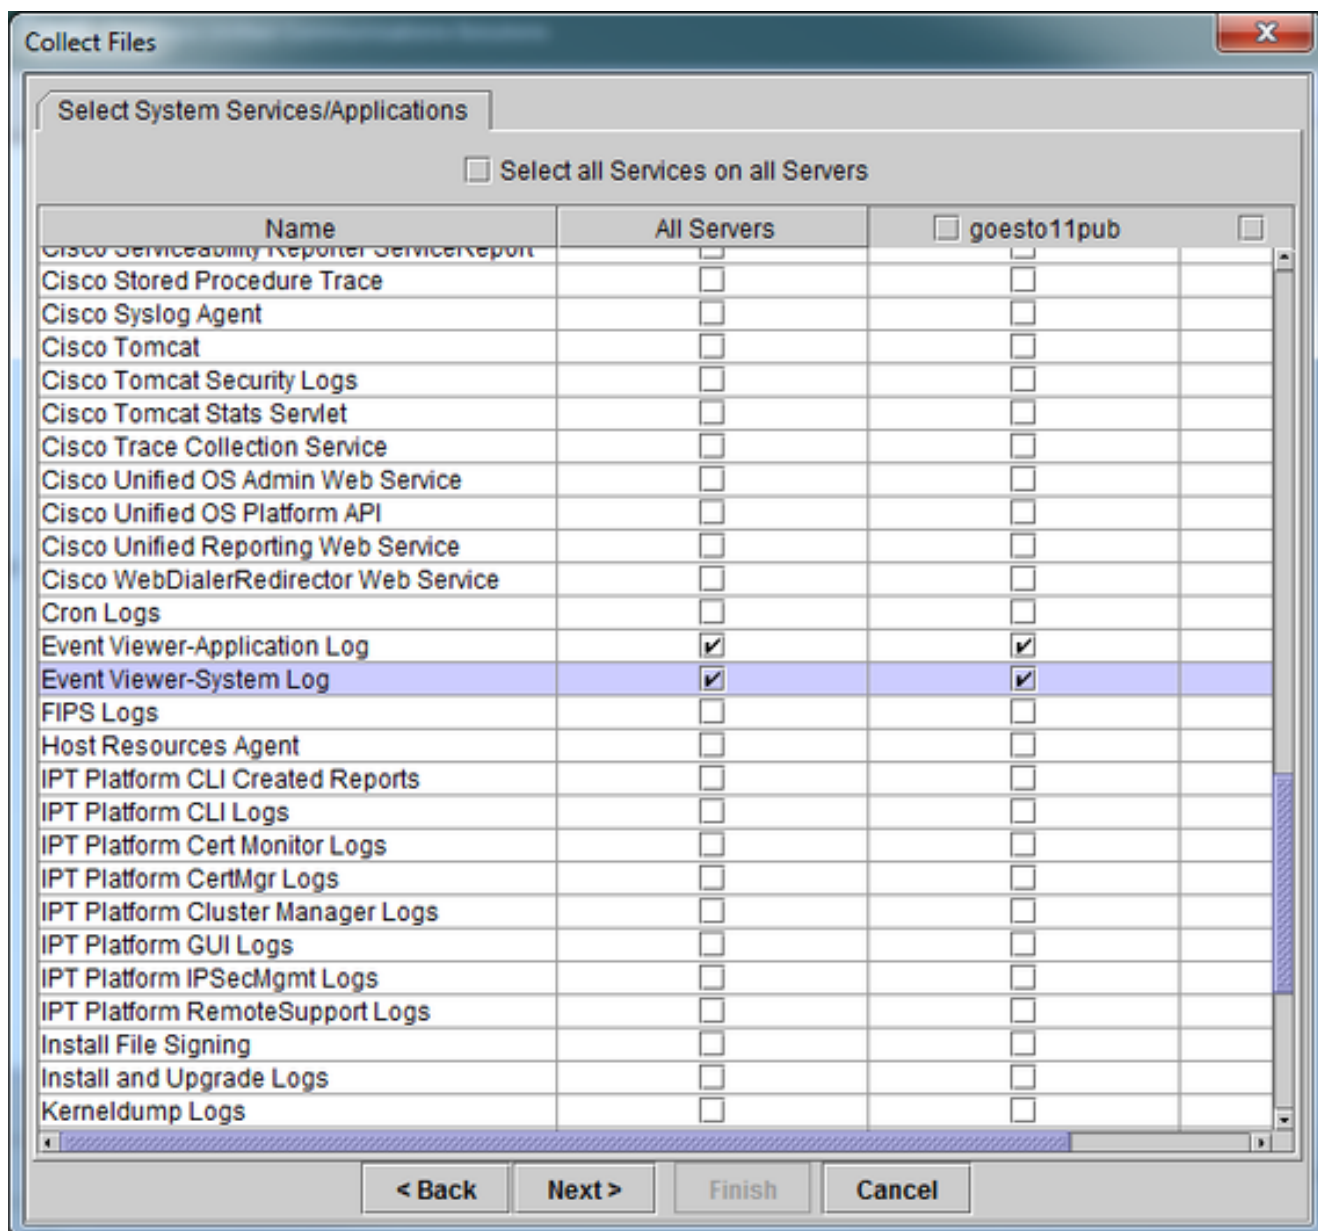 Collect Files
Select System Services/Applications
Select all Services on all Servers
Name All Servers goesto11pub
Cisco Serviceability Reporter ServiceReport
Cisco Stored Procedure Trace
Cisco Syslog Agent
Cisco Tomcat
Cisco Tomcat Security Logs
Cisco Tomcat Stats Servlet
Cisco Trace Collection Service
Cisco Unified OS Admin Web Service
Cisco Unified OS Platform API
Cisco Unified Reporting Web Service
Cisco WebDialerRedirector Web Service
Cron Logs
Event Viewer-Application Log
Event Viewer-System Log
FIPS Logs
Host Resources Agent
IPT Platform CLI Created Reports
IPT Platform CLI Logs
IPT Platform Cert Monitor Logs
IPT Platform CertMgr Logs
IPT Platform Cluster Manager Logs
IPT Platform GUI Logs
IPT Platform IPSecMgmt Logs
IPT Platform RemoteSupport Logs
Install File Signing
Install and Upgrade Logs
Kerneldump Logs
< Back Next > Finish Cancel